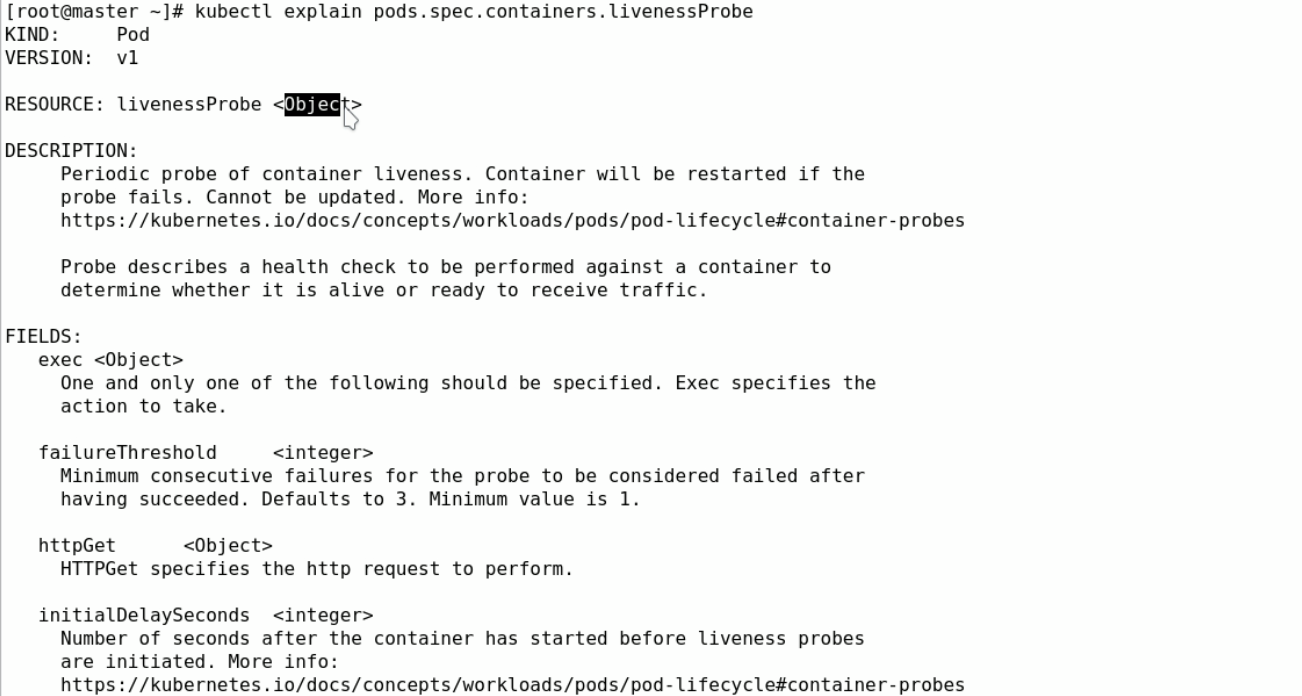 [root@master ~]# kubectl explain pods.spec.containers.livenessProbe
KIND:     Pod
VERSION:  v1

RESOURCE: livenessProbe <Object>

DESCRIPTION:
     Periodic probe of container liveness. Container will be restarted if the
     probe fails. Cannot be updated. More info:
     https://kubernetes.io/docs/concepts/workloads/pods/pod-lifecycle#container-probes

     Probe describes a health check to be performed against a container to
     determine whether it is alive or ready to receive traffic.

FIELDS:
   exec <Object>
     One and only one of the following should be specified. Exec specifies the
     action to take.

   failureThreshold     <integer>
     Minimum consecutive failures for the probe to be considered failed after
     having succeeded. Defaults to 3. Minimum value is 1.

   httpGet      <Object>
     HTTPGet specifies the http request to perform.

   initialDelaySeconds  <integer>
     Number of seconds after the container has started before liveness probes
     are initiated. More info:
     https://kubernetes.io/docs/concepts/workloads/pods/pod-lifecycle#container-probes